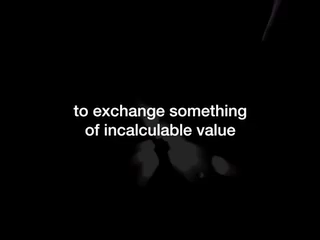 to exchange something
of incalculable value